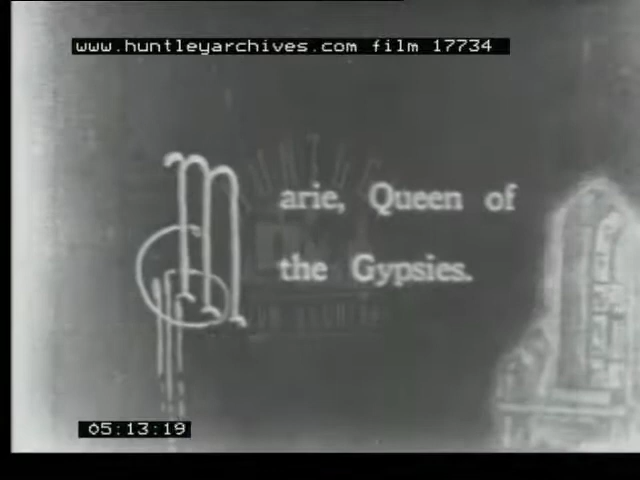 www.huntleyarchives.com film 17734
Marie, Queen of
the Gypsies.
05:13:19